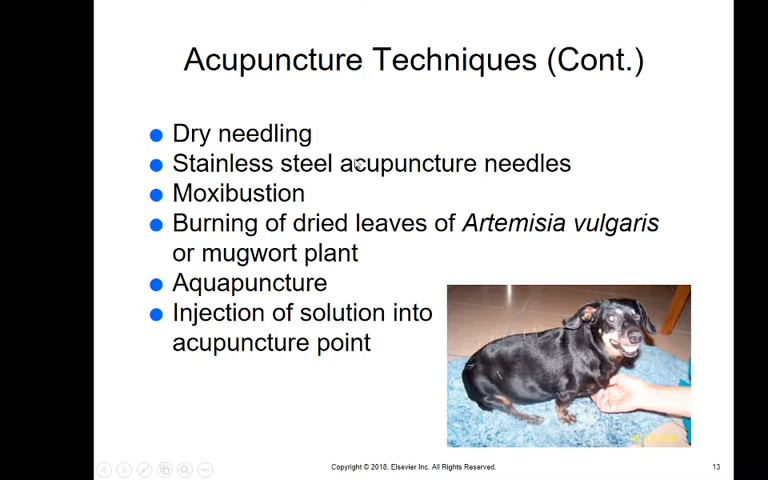 Acupuncture Techniques (Cont.)
Dry needling
Stainless steel acupuncture needles
Moxibustion
Burning of dried leaves of Artemisia vulgaris
or mugwort plant
Aquapuncture
Injection of solution into
acupuncture point
Copyright © 2018. Elsevier Inc. All Rights Reserved.
13